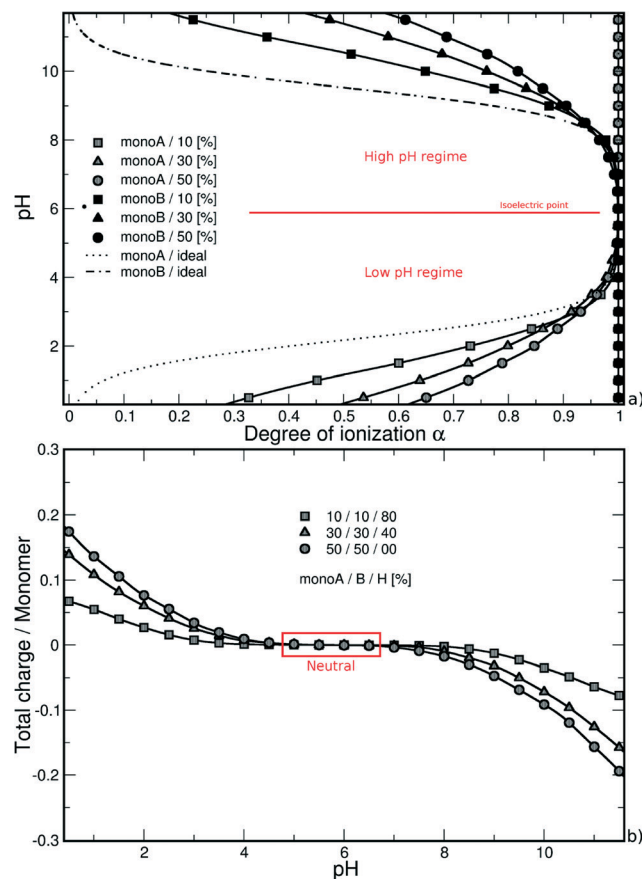 10
8
6
4
2
pH
monoA / 10 [%]
monoA / 30 [%]
monoA / 50 [%]
monoB / 10 [%]
monoB / 30 [%]
monoB / 50 [%]
monoA / ideal
monoB / ideal
High pH regime
Isoelectric point
Low pH regime
a)
0 0.1 0.2 0.3 0.4 0.5 0.6 0.7 0.8 0.9 1
Degree of ionization α
0.3
0.2
0.1
0
-0.1
-0.2
-0.3
Total charge / Monomer
10 / 10 / 80
30 / 30 / 40
50 / 50 / 00
monoA / B / H [%]
Neutral
b)
2 4 6 8 10
pH